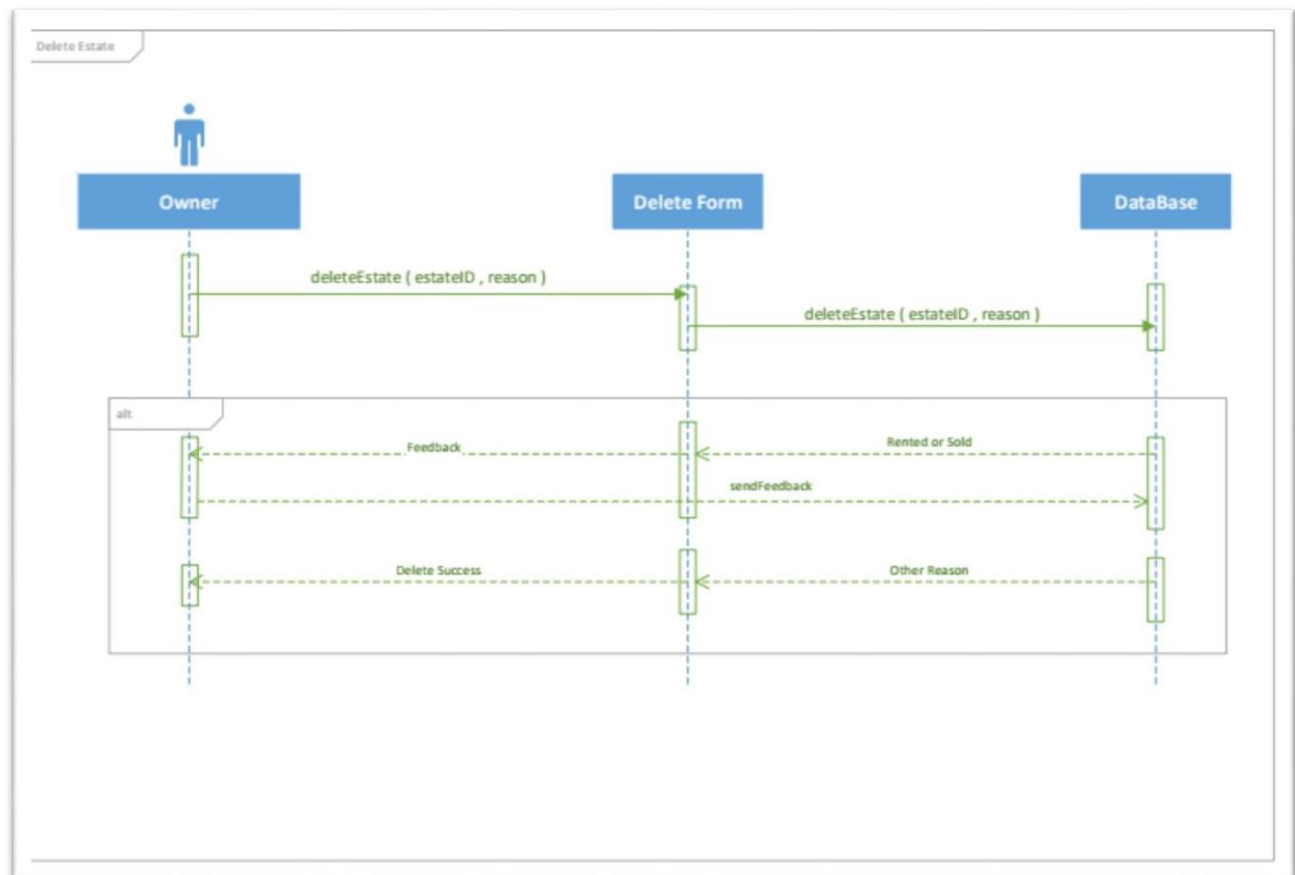 Delete Estate
Owner
Delete Form
DataBase
deleteEstate ( estateID , reason )
deleteEstate ( estateID , reason )
alt
Feedback
Rented or Sold
sendFeedback
Delete Success
Other Reason